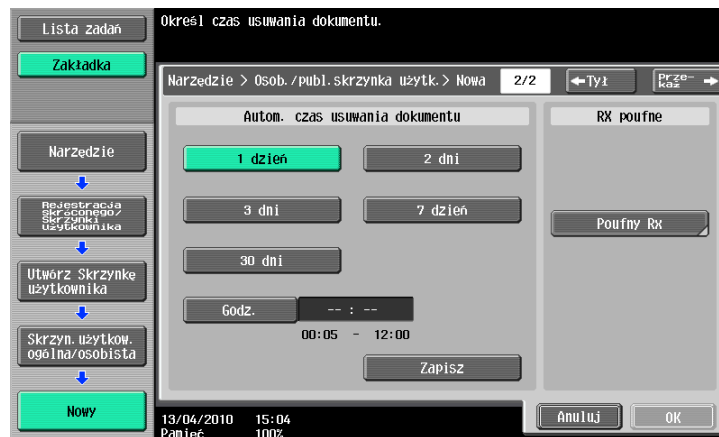 Lista zadań
Określ czas usuwania dokumentu.
Zakładka
Narzędzie > Osob./publ.skrzynka użytk.> Nowa 2/2 ←Tył Prze-
każ →
Autom. czas usuwania dokumentu
RX poufne
1 dzień
2 dni
Narzędzie
3 dni
7 dzień
Rejestracja
Skróconego/
Skrzynki
użytkownika
Poufny Rx
30 dni
Utwórz Skrzynkę
użytkownika
Godz.
-- : --
00:05 - 12:00
Skrzyn.użytkow.
ogólna/osobista
Zapisz
Nowy
13/04/2010 15:04
Pamięć 100%
Anuluj
OK